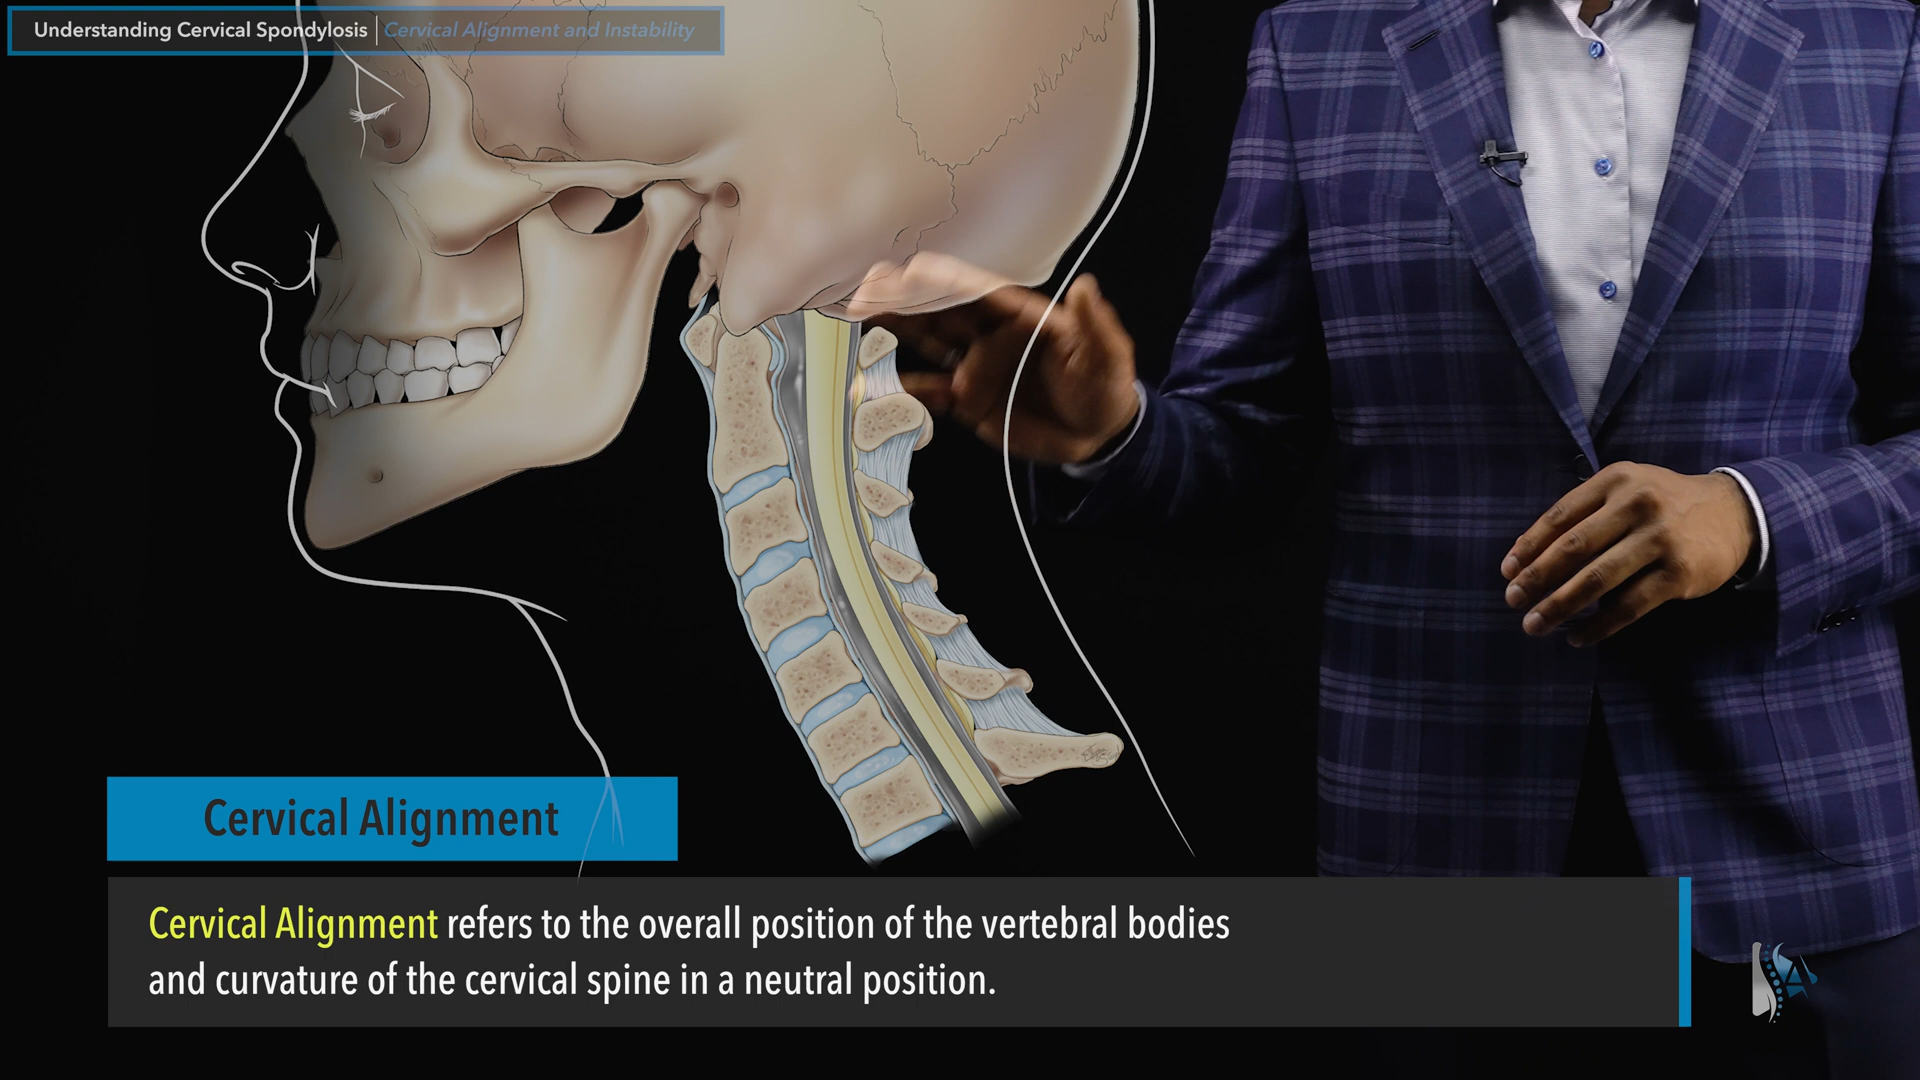 Understanding Cervical Spondylosis | Cervical Alignment and Instability
Cervical Alignment
Cervical Alignment refers to the overall position of the vertebral bodies
and curvature of the cervical spine in a neutral position.